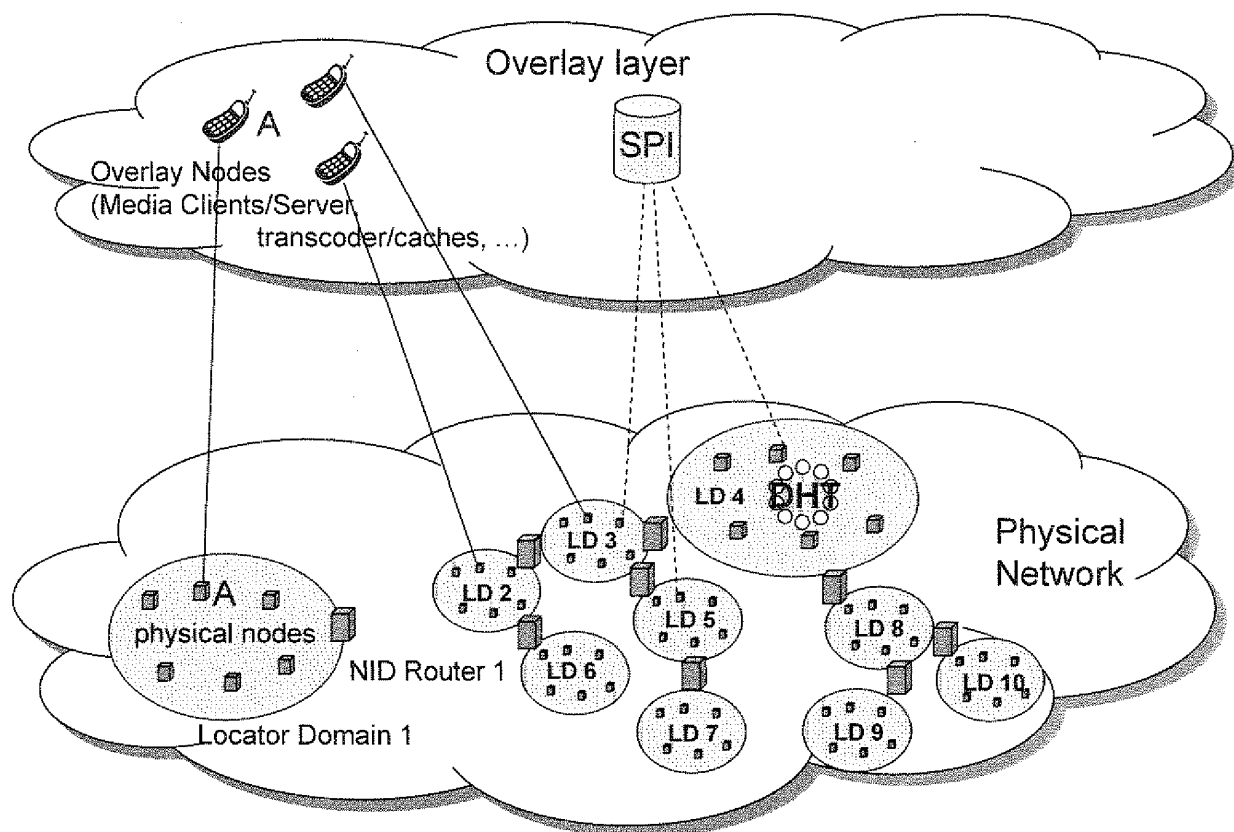 Overlay layer
A
SPI
Overlay Nodes
(Media Clients/Server,
transcoder/caches, …)
LD 4
DHT
LD 3
Physical
Network
LD 2
A
LD 5
LD 8
physical nodes
NID Router 1
LD 6
LD 10
Locator Domain 1
LD 7
LD 9